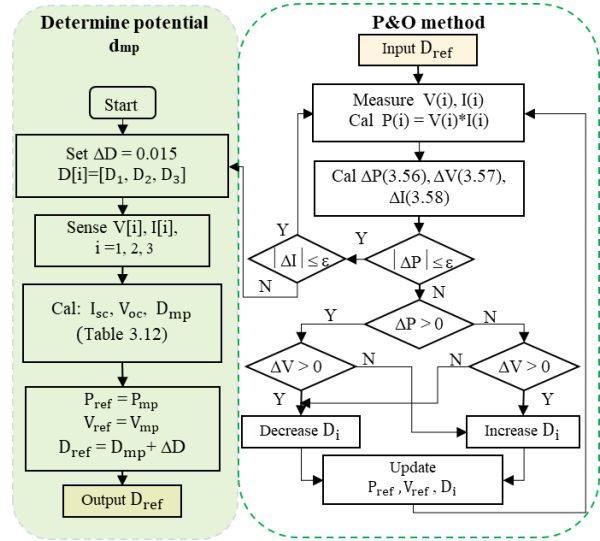 Determine potential
dmp
Start
Set ΔD = 0.015
D[i]=[D₁, D₂, D₃]
Sense V[i], I[i],
i =1, 2, 3
Cal: Isc, Voc, Dmp
(Table 3.12)
Pref = Pmp
Vref = Vmp
Dref = Dmp + ΔD
Output Dref
P&O method
Input Dref
Measure V(i), I(i)
Cal P(i) = V(i)*I(i)
Cal ΔP(3.56), ΔV(3.57),
ΔI(3.58)
Y
Y
|ΔI| ≤ ε
|ΔP| ≤ ε
N
N
Y
ΔP > 0
N
ΔV > 0
N
N
ΔV > 0
Y
Y
Decrease Di
Increase Di
Update
Pref , Vref , Di